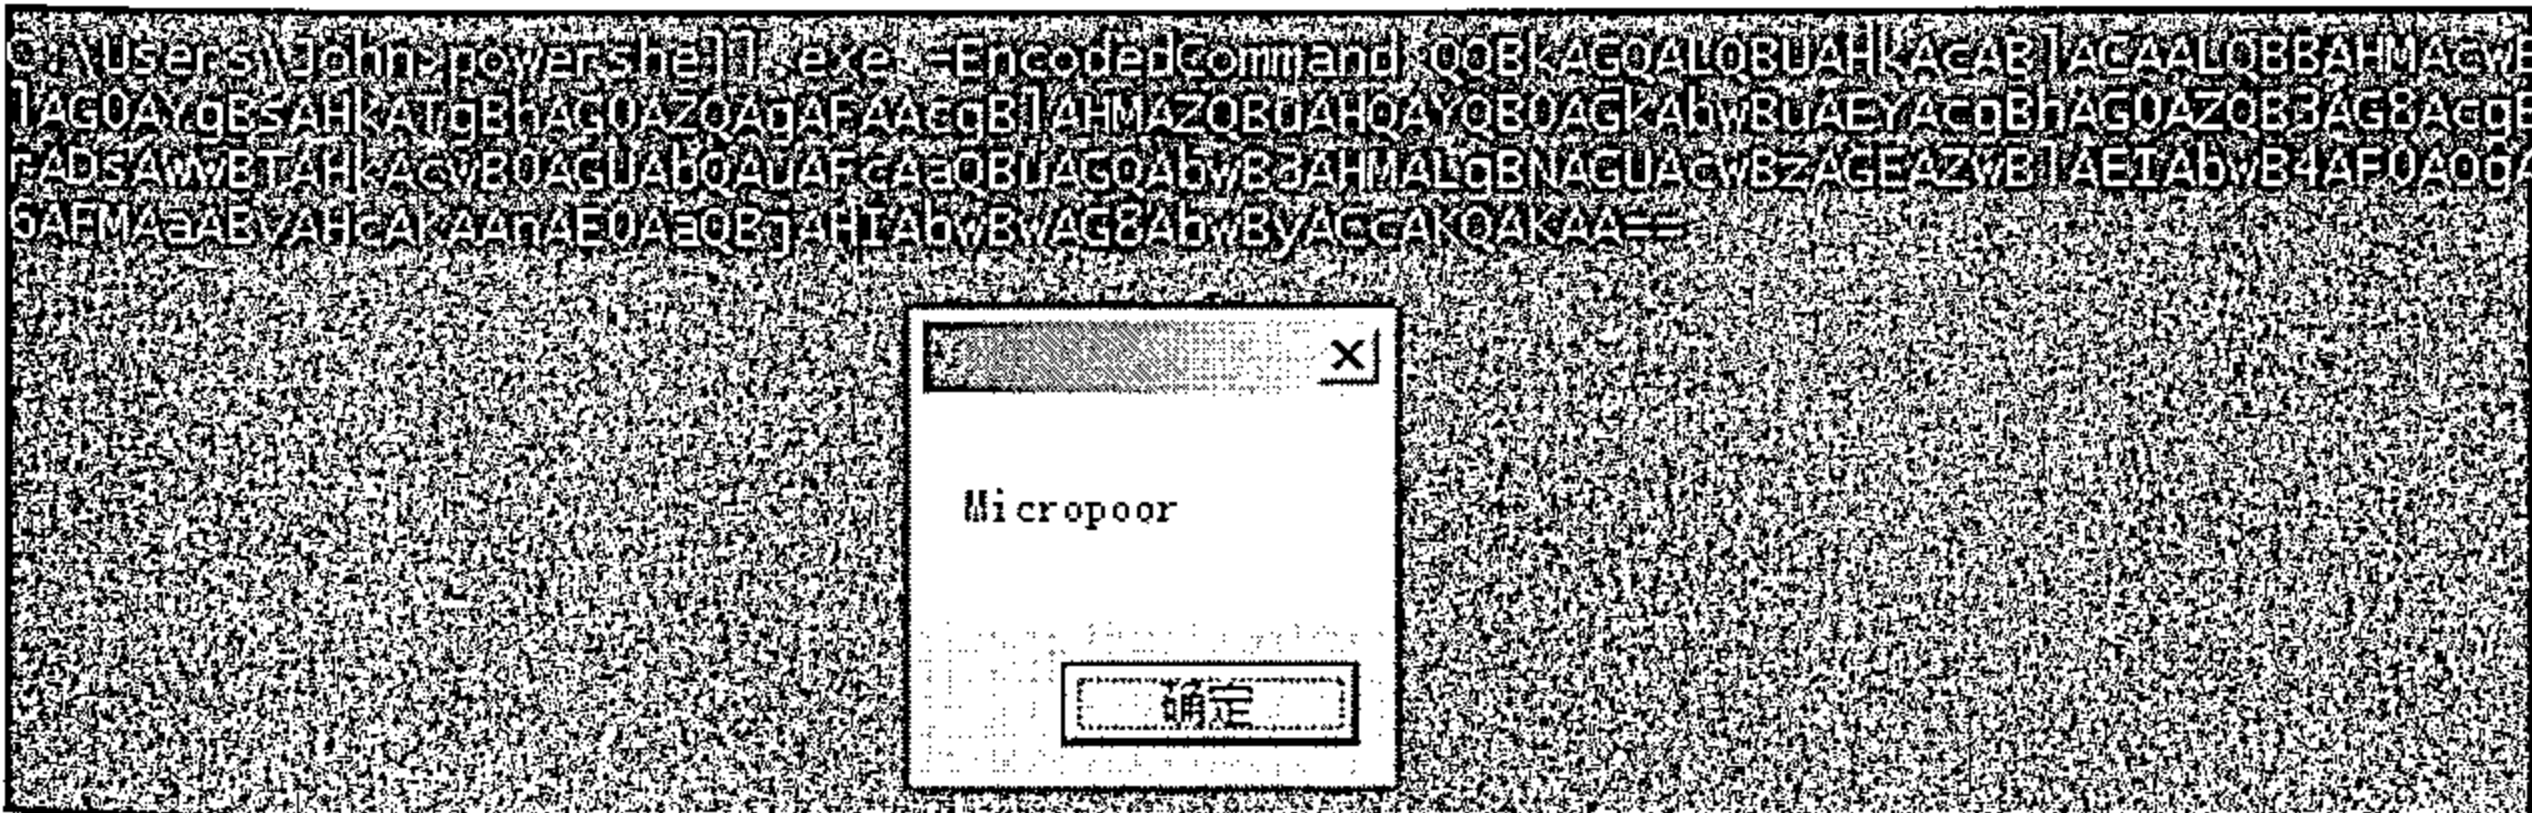 C:\Users\John>powershell.exe -EncodedCommand QQBkAGQALQBUAHkAcABlACAALQBBAHMAcwB
lAG0AYgBsAHkATgBhAG0AZQAgAFAAcgBlAHMAZQBuAHQAYQB0AGkAbwBuAEYAcgBhAG0AZQB3AG8AcgB
rADsAWwBTAHkAcwB0AGUAbQAuAFcAaQBuAGQAbwB3AHMALgBNAGUAcwBzAGEAZwBlAEIAbwB4AF0AOgA
6AFMAaABvAHcAKAAnAE0AaQBjAHIAbwBwAG8AbwByACcAKQAKAA==
Micropoor
确定